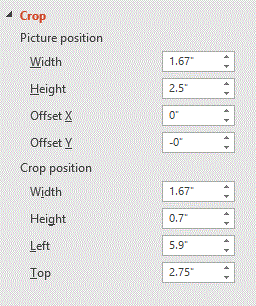 Crop
Picture position
Width 1.67"
Height 2.5"
Offset X 0"
Offset Y -0"
Crop position
Width 1.67"
Height 0.7"
Left 5.9"
Top 2.75"